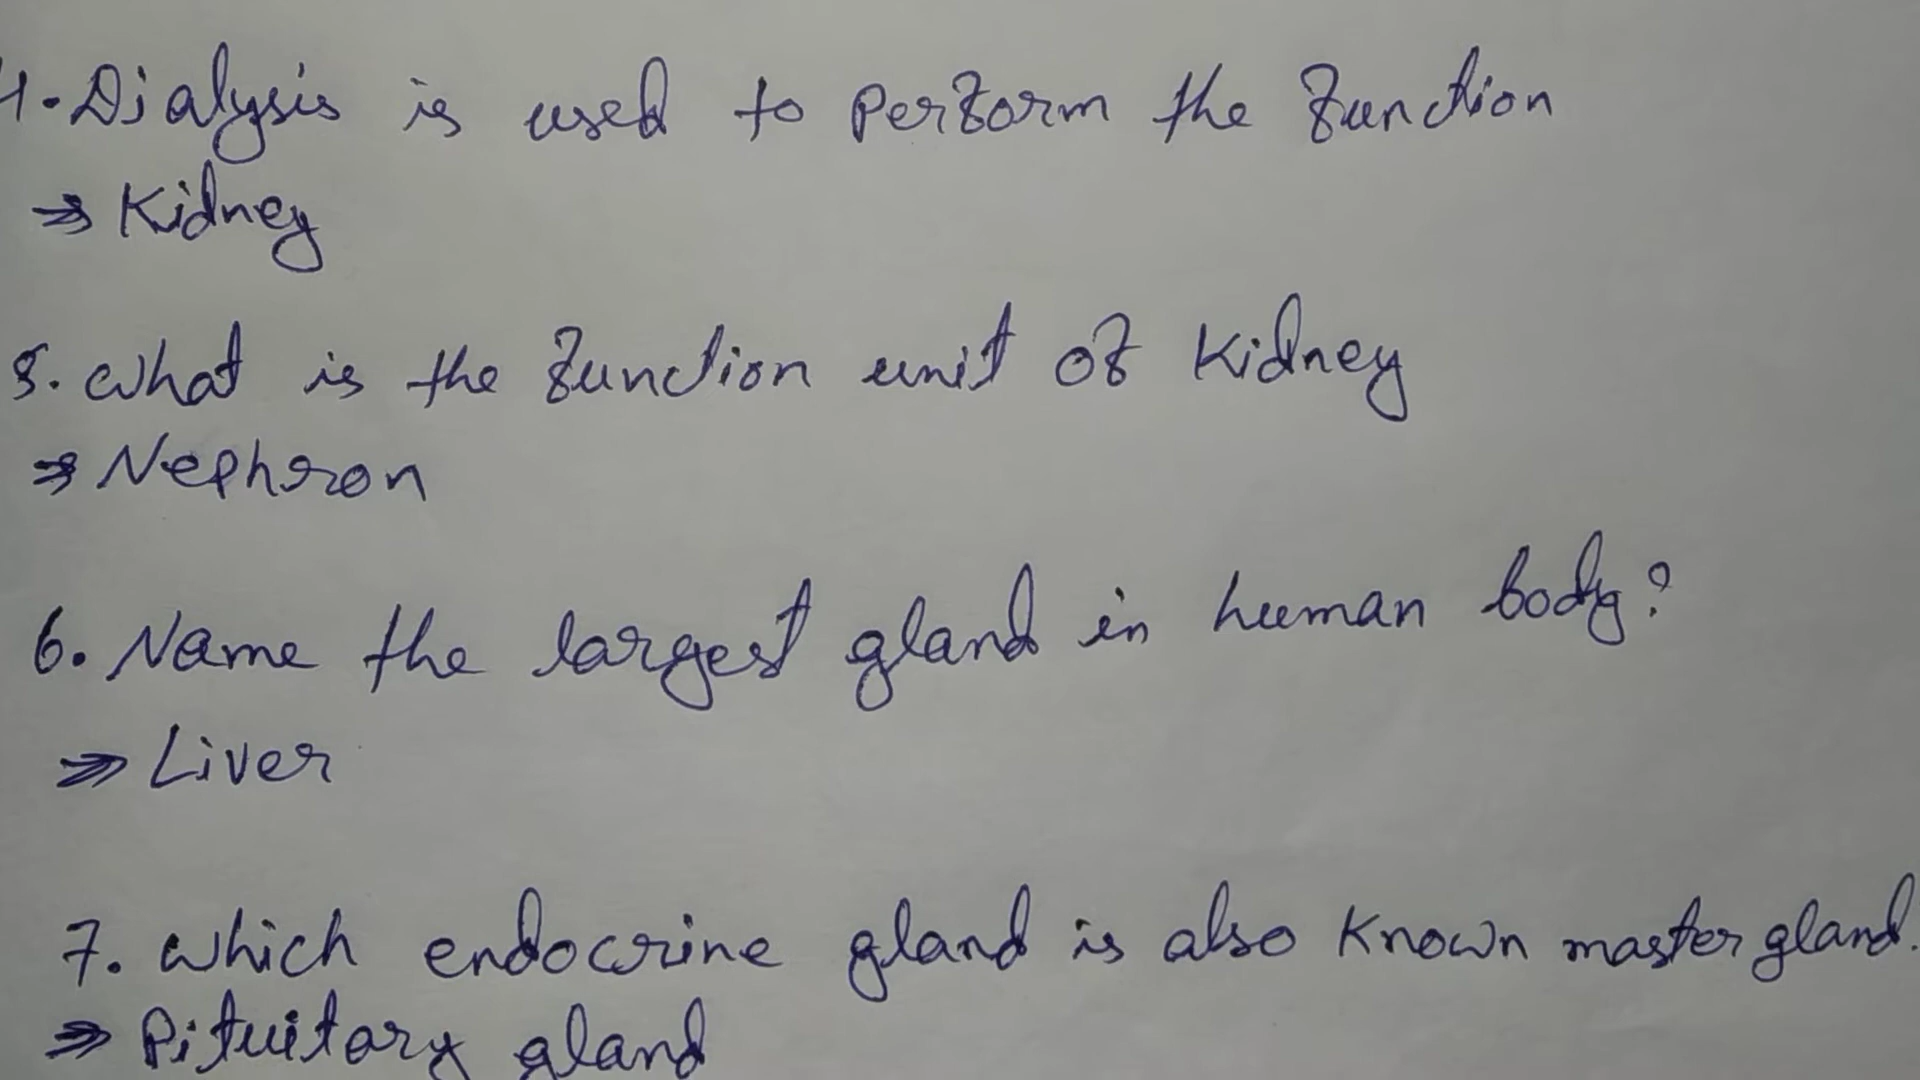 4. Dialysis is used to Perform the function
⇒ Kidney
5. What is the function unit of Kidney
⇒ Nephron
6. Name the largest gland in human body?
⇒ Liver
7. which endocrine gland is also Known master gland.
⇒ Pituitary gland